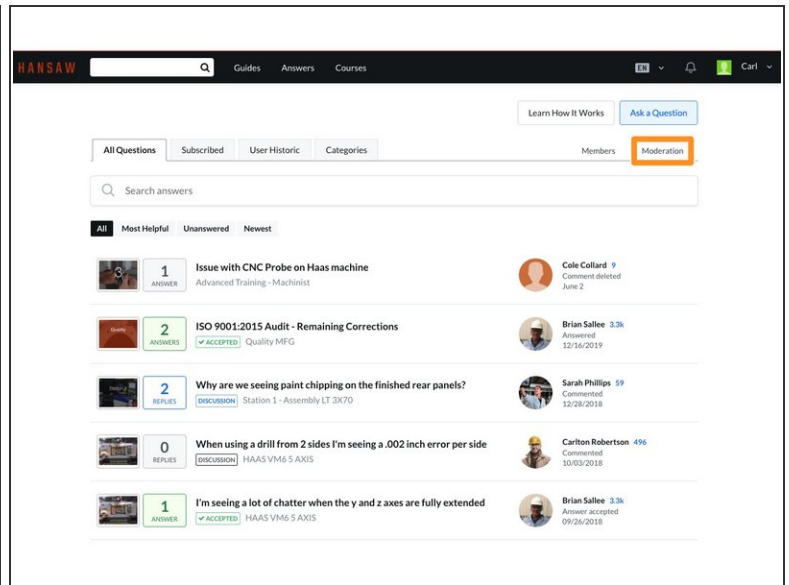 HANSAW Guides Answers Courses EN Carl
Learn How It Works Ask a Question
All Questions Subscribed User Historic Categories Members Moderation
Search answers
All Most Helpful Unanswered Newest
3
1
ANSWER
Issue with CNC Probe on Haas machine
Advanced Training - Machinist
Cole Collard 9
Comment deleted
June 2
Quality
2
ANSWERS
ISO 9001:2015 Audit - Remaining Corrections
✔ ACCEPTED Quality MFG
Brian Sallee 3.3k
Answered
12/16/2019
2
REPLIES
Why are we seeing paint chipping on the finished rear panels?
DISCUSSION Station 1 - Assembly LT 3X70
Sarah Phillips 59
Commented
12/28/2018
0
REPLIES
When using a drill from 2 sides I'm seeing a .002 inch error per side
DISCUSSION HAAS VM6 5 AXIS
Carlton Robertson 496
Commented
10/03/2018
1
ANSWER
I'm seeing a lot of chatter when the y and z axes are fully extended
✔ ACCEPTED HAAS VM6 5 AXIS
Brian Sallee 3.3k
Answer accepted
09/26/2018